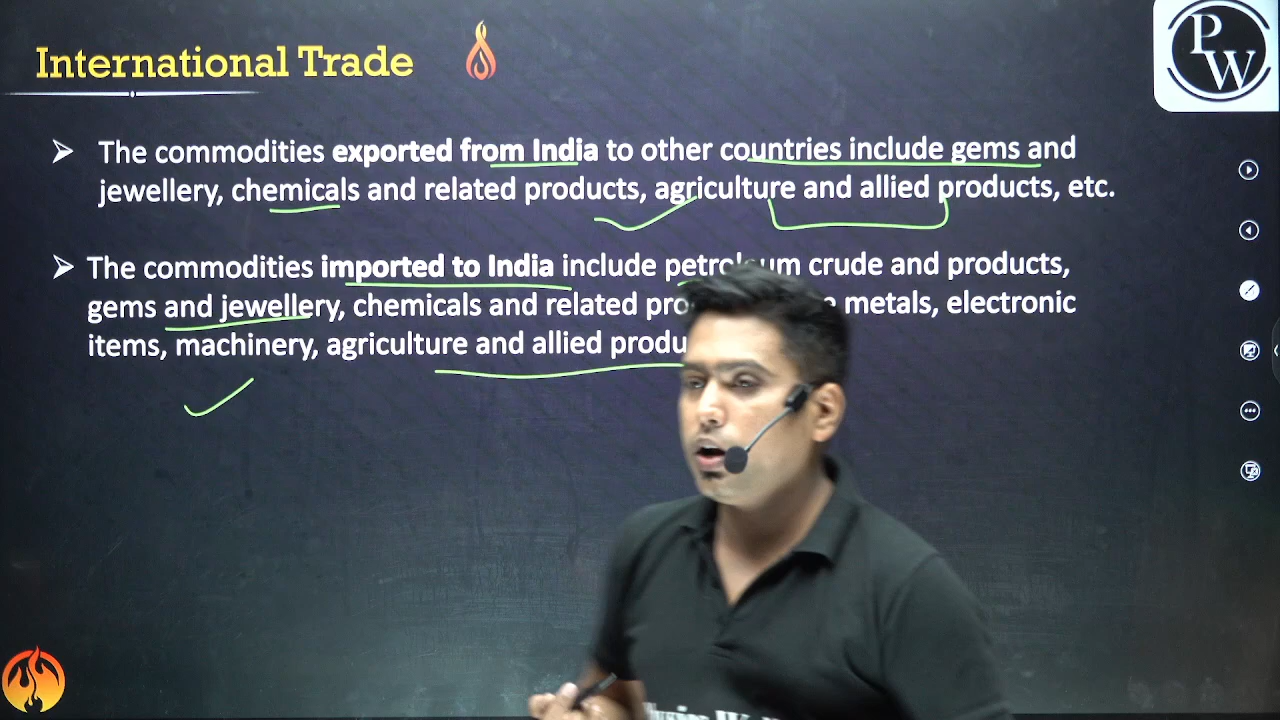 International Trade
P
W
➤ The commodities exported from India to other countries include gems and
jewellery, chemicals and related products, agriculture and allied products, etc.
➤ The commodities imported to India include petroleum crude and products,
gems and jewellery, chemicals and related metals, electronic
items, machinery, agriculture and allied